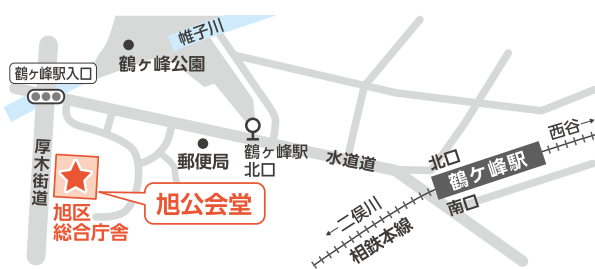 帷子川
鶴ヶ峰公園
鶴ヶ峰駅入口
厚木街道
郵便局
鶴ヶ峰駅
北口
水道道
北口
西谷→
鶴ヶ峰駅
南口
←二俣川
相鉄本線
旭公会堂
旭区
総合庁舎